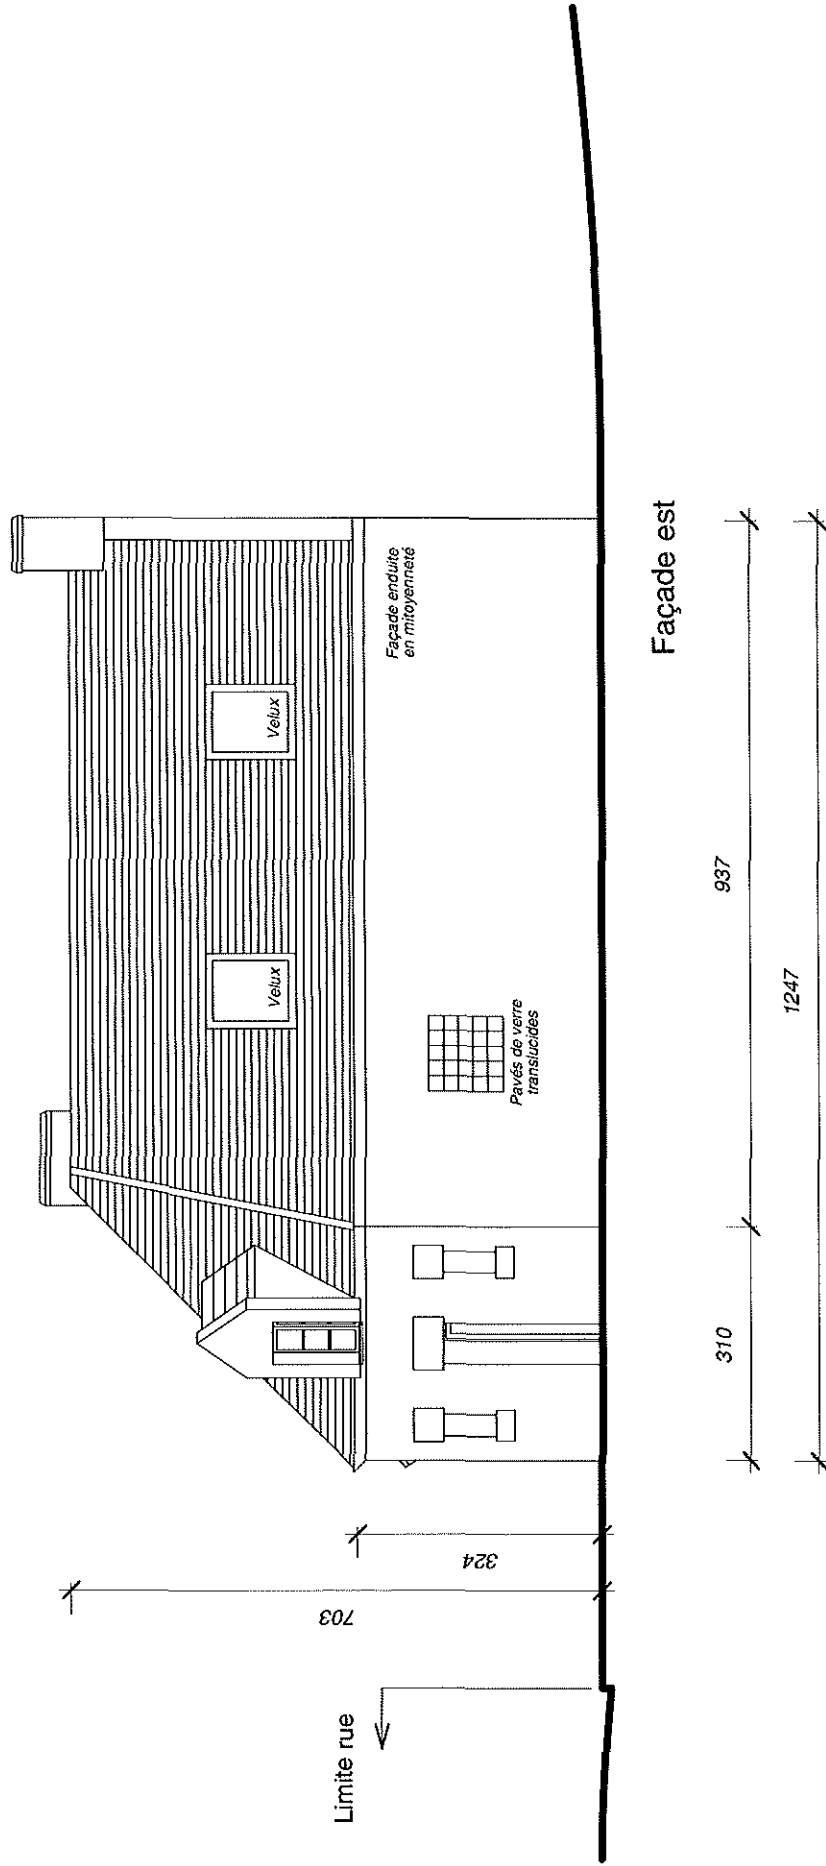 Velux
Velux
Façade enduite
en mitoyenneté
Pavés de verre
translucides
703
324
Limite rue
Façade est
310
937
1247